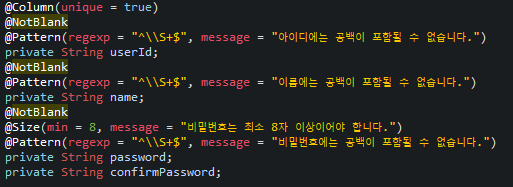 @Column(unique = true)
@NotBlank
@Pattern(regexp = "^\\S+$", message = "아이디에는 공백이 포함될 수 없습니다.")
private String userId;
@NotBlank
@Pattern(regexp = "^\\S+$", message = "이름에는 공백이 포함될 수 없습니다.")
private String name;
@NotBlank
@Size(min = 8, message = "비밀번호는 최소 8자 이상이어야 합니다.")
@Pattern(regexp = "^\\S+$", message = "비밀번호에는 공백이 포함될 수 없습니다.")
private String password;
private String confirmPassword;